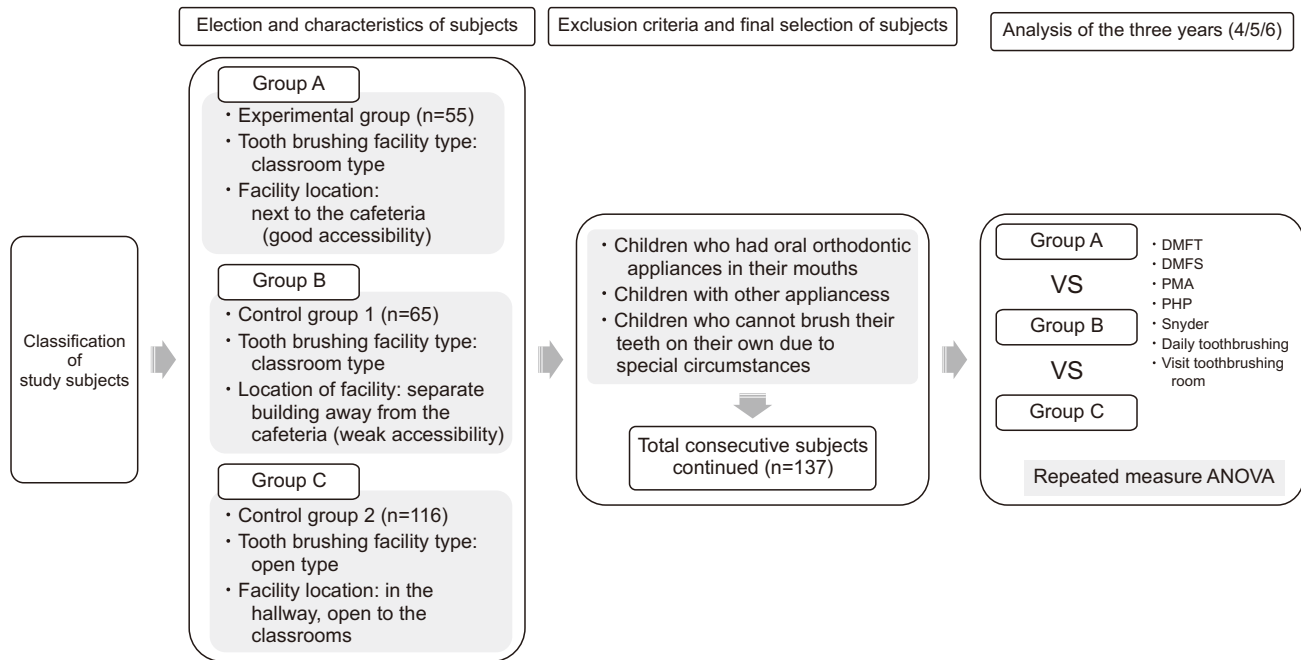 Election and characteristics of subjects
Exclusion criteria and final selection of subjects
Analysis of the three years (4/5/6)
Classification
of
study subjects
Group A
・Experimental group (n=55)
・Tooth brushing facility type:
classroom type
・Facility location:
next to the cafeteria
(good accessibility)
Group B
・Control group 1 (n=65)
・Tooth brushing facility type:
classroom type
・Location of facility: separate
building away from the
cafeteria (weak accessibility)
Group C
・Control group 2 (n=116)
・Tooth brushing facility type:
open type
・Facility location: in the
hallway, open to the
classrooms
・Children who had oral orthodontic
appliances in their mouths
・Children with other appliancess
・Children who cannot brush their
teeth on their own due to
special circumstances
Total consecutive subjects
continued (n=137)
Group A
VS
Group B
VS
Group C
・DMFT
・DMFS
・PMA
・PHP
・Snyder
・Daily toothbrushing
・Visit toothbrushing
room
Repeated measure ANOVA